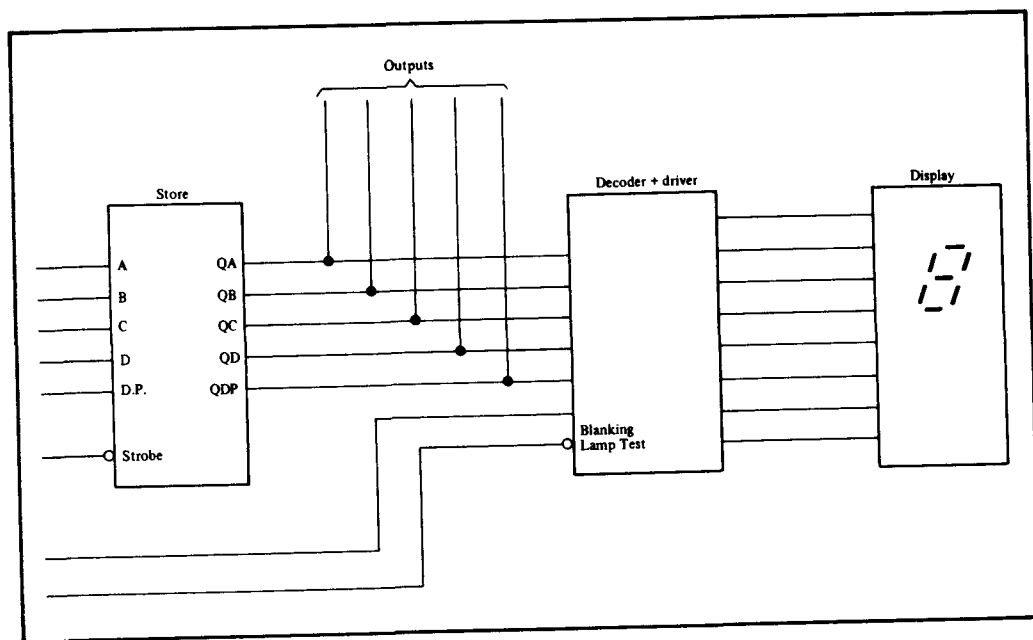 Outputs
Store
Decoder + driver
Display
A
QA
B
QB
C
QC
D
QD
D.P.
QDP
Strobe
Blanking
Lamp Test